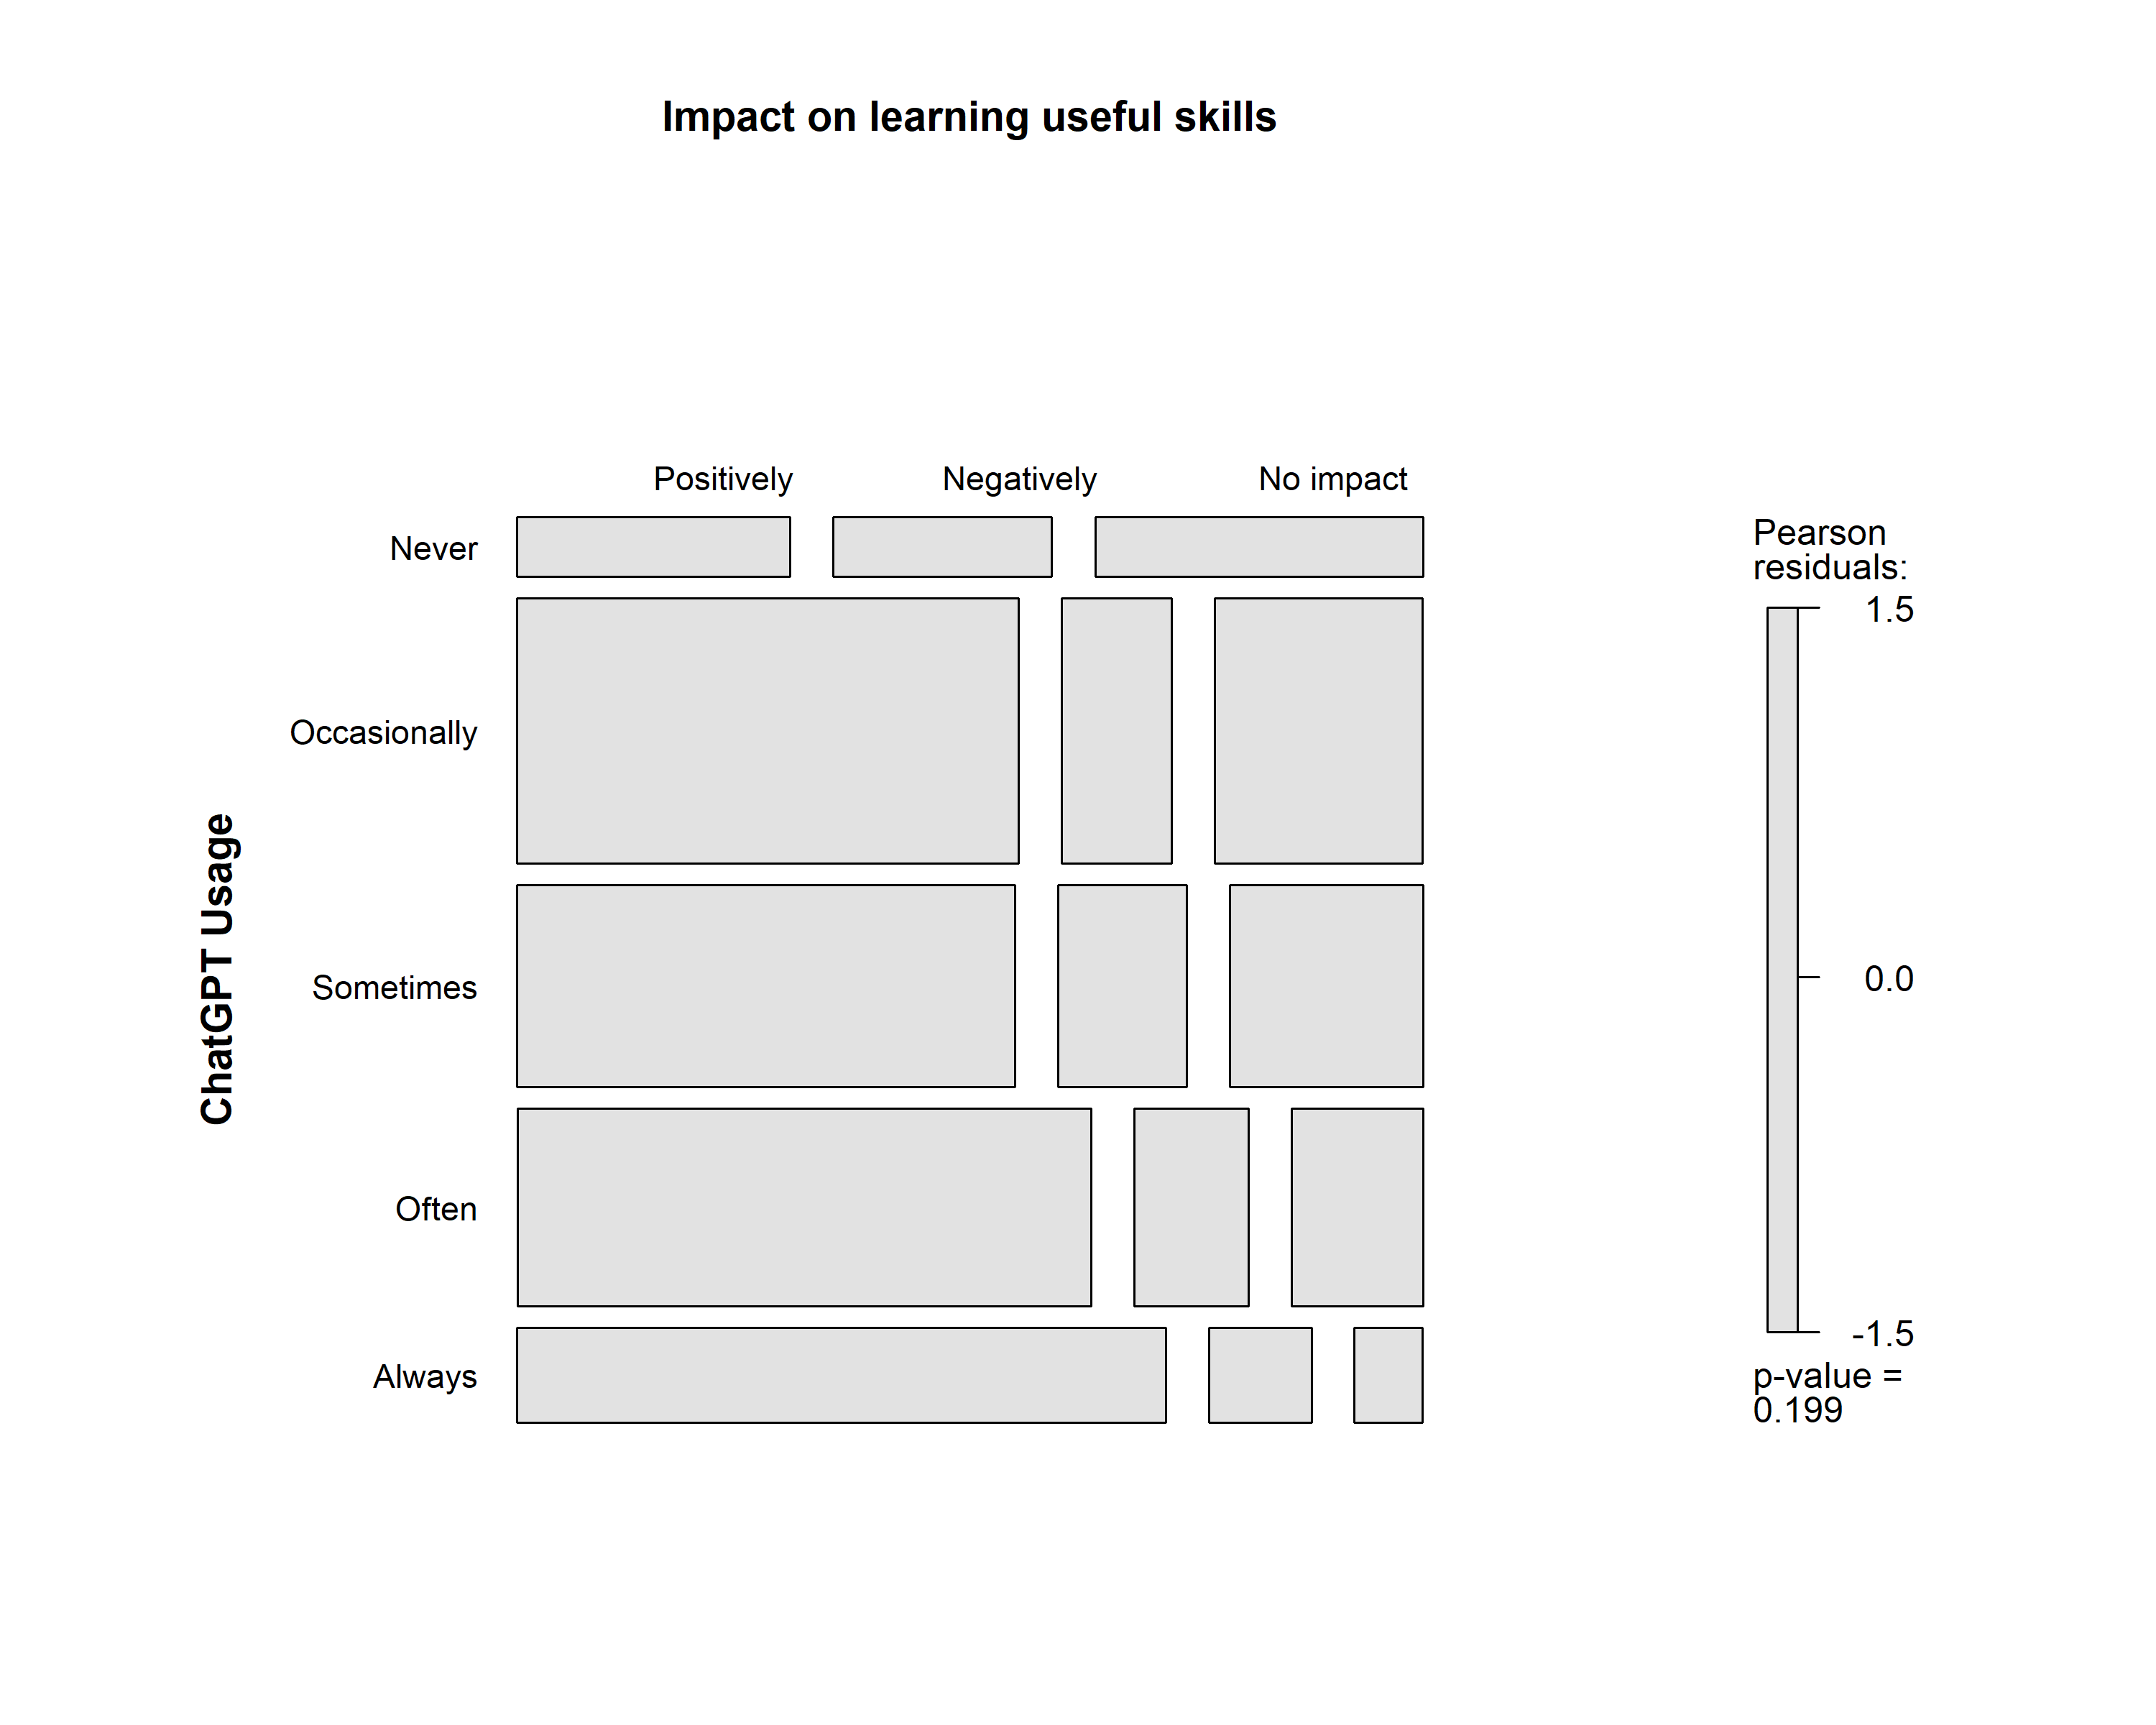 Impact on learning useful skills
Positively Negatively No impact
Never
Occasionally
Sometimes
Often
Always
ChatGPT Usage
Pearson
residuals:
1.5
0.0
-1.5
p-value =
0.199